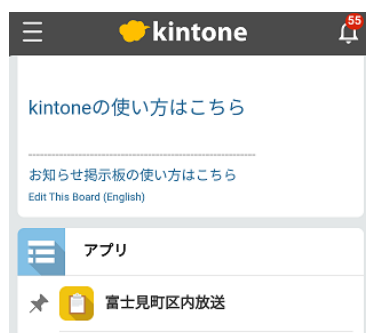 kintone
55
kintoneの使い方はこちら
お知らせ掲示板の使い方はこちら
Edit This Board (English)
アプリ
富士見町区内放送